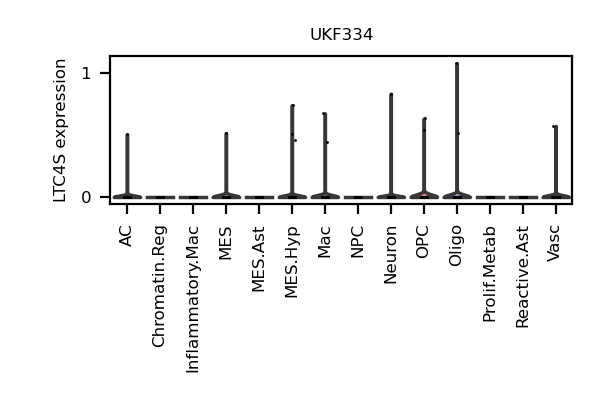 UKF334
LTC4S expression
1
0
AC
Chromatin.Reg
Inflammatory.Mac
MES
MES.Ast
MES.Hyp
Mac
NPC
Neuron
OPC
Oligo
Prolif.Metab
Reactive.Ast
Vasc